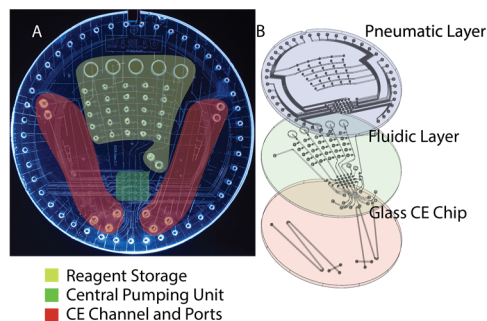 A
B
Pneumatic Layer
Fluidic Layer
Glass CE Chip
Reagent Storage
Central Pumping Unit
CE Channel and Ports